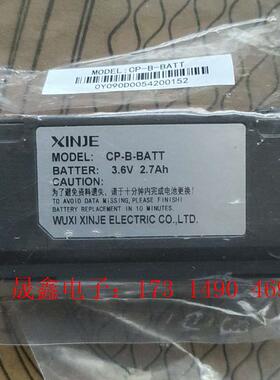 MODEL:CP-B-BATT
0Y090D0054200152
XINJE
MODEL: CP-B-BATT
BATTER: 3.6V 2.7Ah
CAUTION:
为了避免资料遗失，请于十分钟内完成电池更换！
TO AVOID DATA MISSING,PLEASE FINISH!
BATTERY REPLACEMENT IN 10 MINUTES.
WUXI XINJE ELECTRIC CO.,LTD.
晟鑫电子：173 1490 469